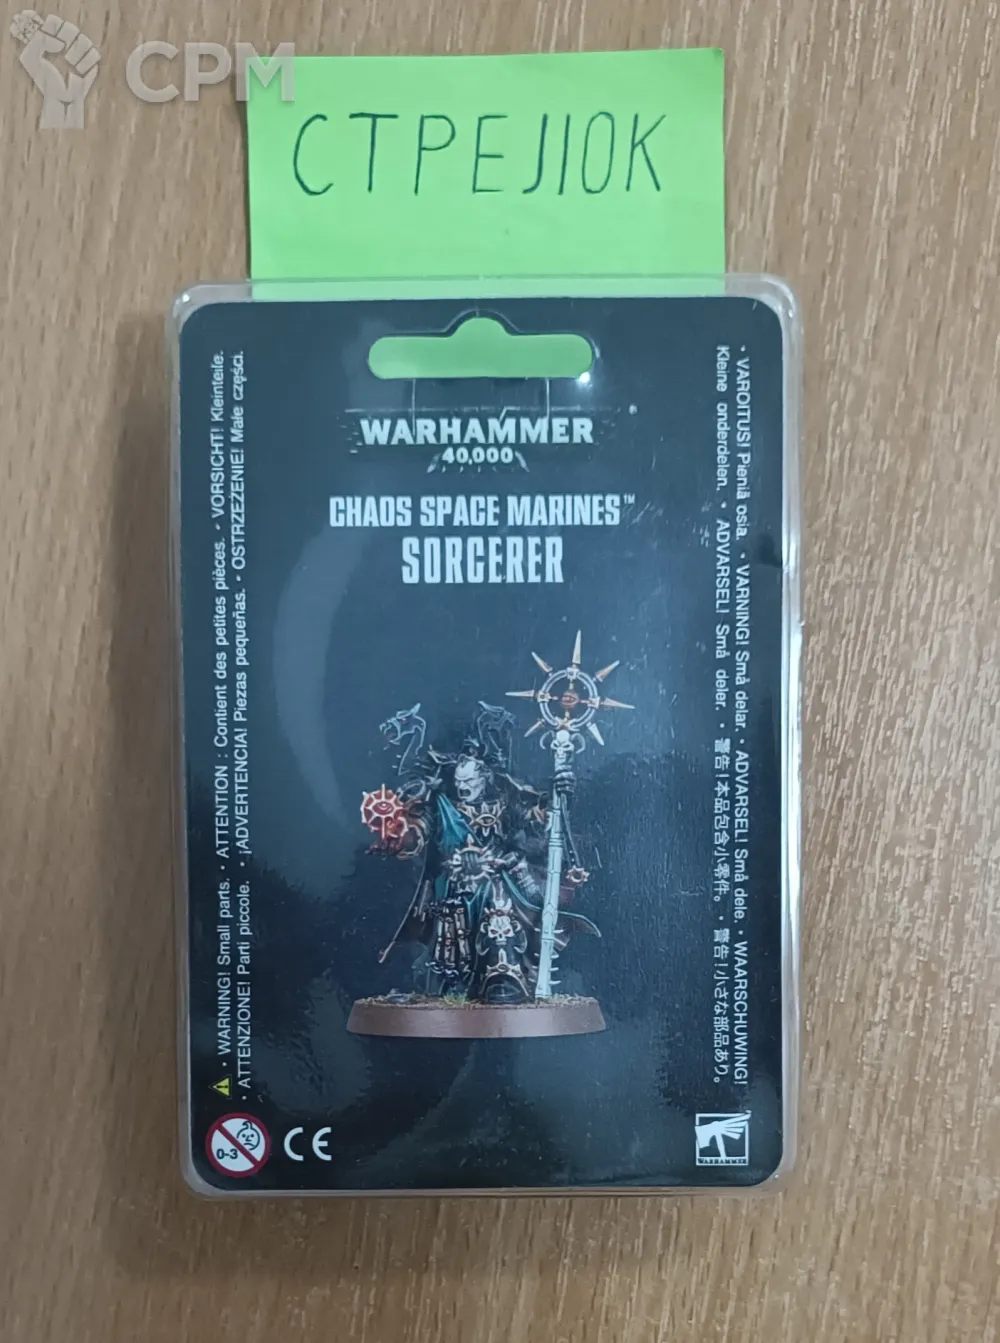 CPM
СТРЕЛОК
WARHAMMER
40,000
CHAOS SPACE MARINES™
SORCERER
• WARNING! Small parts. • ATTENTION : Contient des petites pièces. • VORSICHT! Kleinteile.
• ATTENZIONE! Parti piccole. • ¡ADVERTENCIA! Piezas pequeñas. • OSTRZEŻENIE! Małe części.
• VAROITUS! Pieniä osia. • VARNING! Små delar. • ADVARSEL! Små dele. • WAARSCHUWING!
Kleine onderdelen. • ADVARSEL! Små deler. • 警告!本品包含小零件。 • 警告!小さな部品あり。
0-3
CE